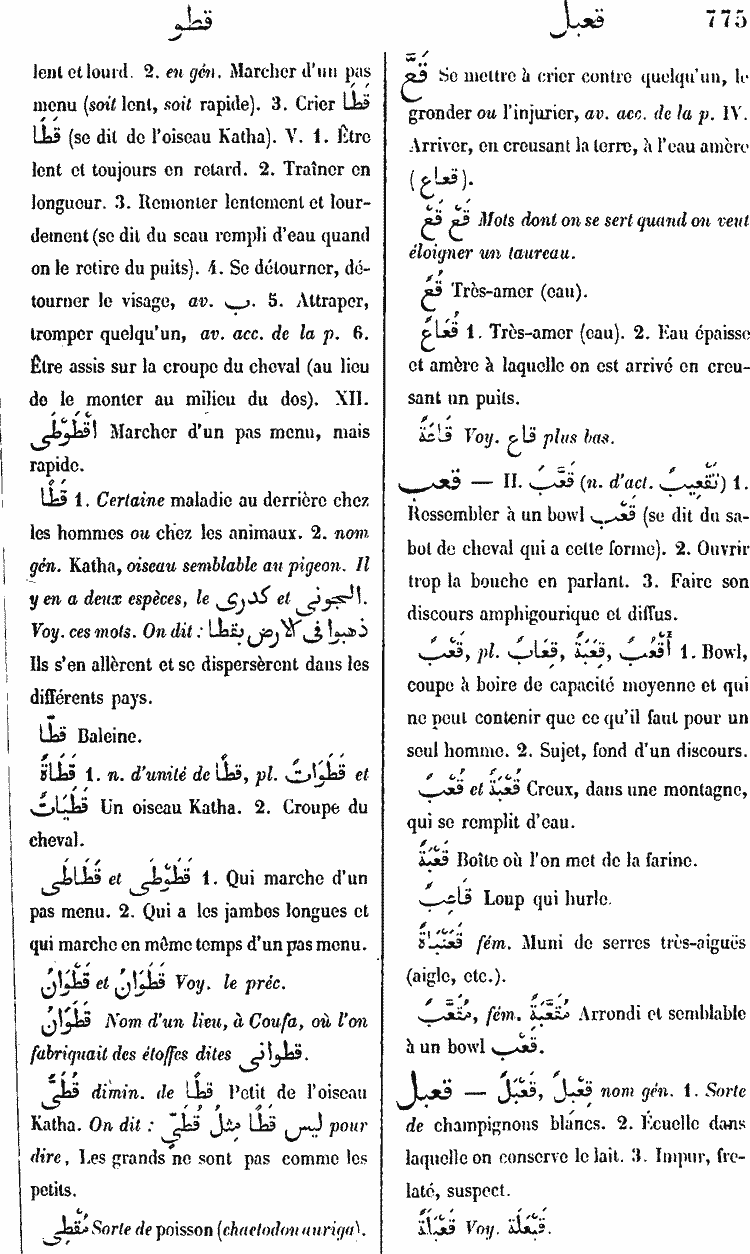 قطو
قعبل
775
lent et lourd. 2. en gén. Marcher d'un pas
menu (soit lent, soit rapide). 3. Crier قَطَا
قَطَا (se dit de l'oiseau Katha). V. 1. Être
lent et toujours en retard. 2. Traîner en
longueur. 3. Remonter lentement et lour-
dement (se dit du seau rempli d'eau quand
on le retire du puits). 4. Se détourner, dé-
tourner le visage, av. ب. 5. Attraper,
tromper quelqu'un, av. acc. de la p. 6.
Être assis sur la croupe du cheval (au lieu
de le monter au milieu du dos). XII.
اقْطَوْطَى Marcher d'un pas menu, mais
rapide.
قَطًا 1. Certaine maladie au derrière chez
les hommes ou chez les animaux. 2. nom
gén. Katha, oiseau semblable au pigeon. Il
y en a deux espèces, le كدرى et الجونى.
Voy. ces mots. On dit : ذهبوا فى الارض بقطا
Ils s'en allèrent et se dispersèrent dans les
différents pays.
قطّا Baleine.
قَطَاةٌ 1. n. d'unité de قَطًا, pl. قَطَوَاتٌ et
قَطَيَاتٌ Un oiseau Katha. 2. Croupe du
cheval.
قَطَاطَى et قَطَوْطَى 1. Qui marche d'un
pas menu. 2. Qui a les jambes longues et
qui marche en même temps d'un pas menu.
قَطْوَانٌ et قَطَوَانٌ Voy. le préc.
قَطَوَانُ Nom d'un lieu, à Coufa, où l'on
fabriquait des étoffes dites قطوانى.
قُطَىٌّ dimin. de قَطًا Petit de l'oiseau
Katha. On dit : ليس قَطًا مثلُ قُطَىٍّ pour
dire, Les grands ne sont pas comme les
petits.
مُقْطِى Sorte de poisson (chaetodon auriga).
قَعَّ Se mettre à crier contre quelqu'un, le
gronder ou l'injurier, av. acc. de la p. IV.
Arriver, en creusant la terre, à l'eau amère
(قعاع).
قَعْ قَعْ Mots dont on se sert quand on veut
éloigner un taureau.
قُعٌّ Très-amer (eau).
قُعَاعٌ 1. Très-amer (eau). 2. Eau épaisse
et amère à laquelle on est arrivé en creu-
sant un puits.
قَاعَةٌ Voy. قاع plus bas.
قعب — II. قَعَّبَ (n. d'act. تَقْعِيبٌ) 1.
Ressembler à un bowl قَعْب (se dit du sa-
bot de cheval qui a cette forme). 2. Ouvrir
trop la bouche en parlant. 3. Faire son
discours amphigourique et diffus.
قَعْبٌ, pl. قِعَابٌ, قِعَبَةٌ, أَقْعُبٌ 1. Bowl,
coupe à boire de capacité moyenne et qui
ne peut contenir que ce qu'il faut pour un
seul homme. 2. Sujet, fond d'un discours.
قَعْبٌ et قَعْبَةٌ Creux, dans une montagne,
qui se remplit d'eau.
قَعْبَةٌ Boîte où l'on met de la farine.
قَاعِبٌ Loup qui hurle.
قَعَنْبَاةٌ fém. Muni de serres très-aiguës
(aigle, etc.).
مُقَعَّبٌ, fém. مُقَعَّبَةٌ Arrondi et semblable
à un bowl قَعْب.
قعبل — قَعْبَلٌ, قِعْبِلٌ nom gén. 1. Sorte
de champignons blancs. 2. Écuelle dans
laquelle on conserve le lait. 3. Impur, fre-
laté, suspect.
قَعْبَلَةٌ Voy. قَبْعَلَة.